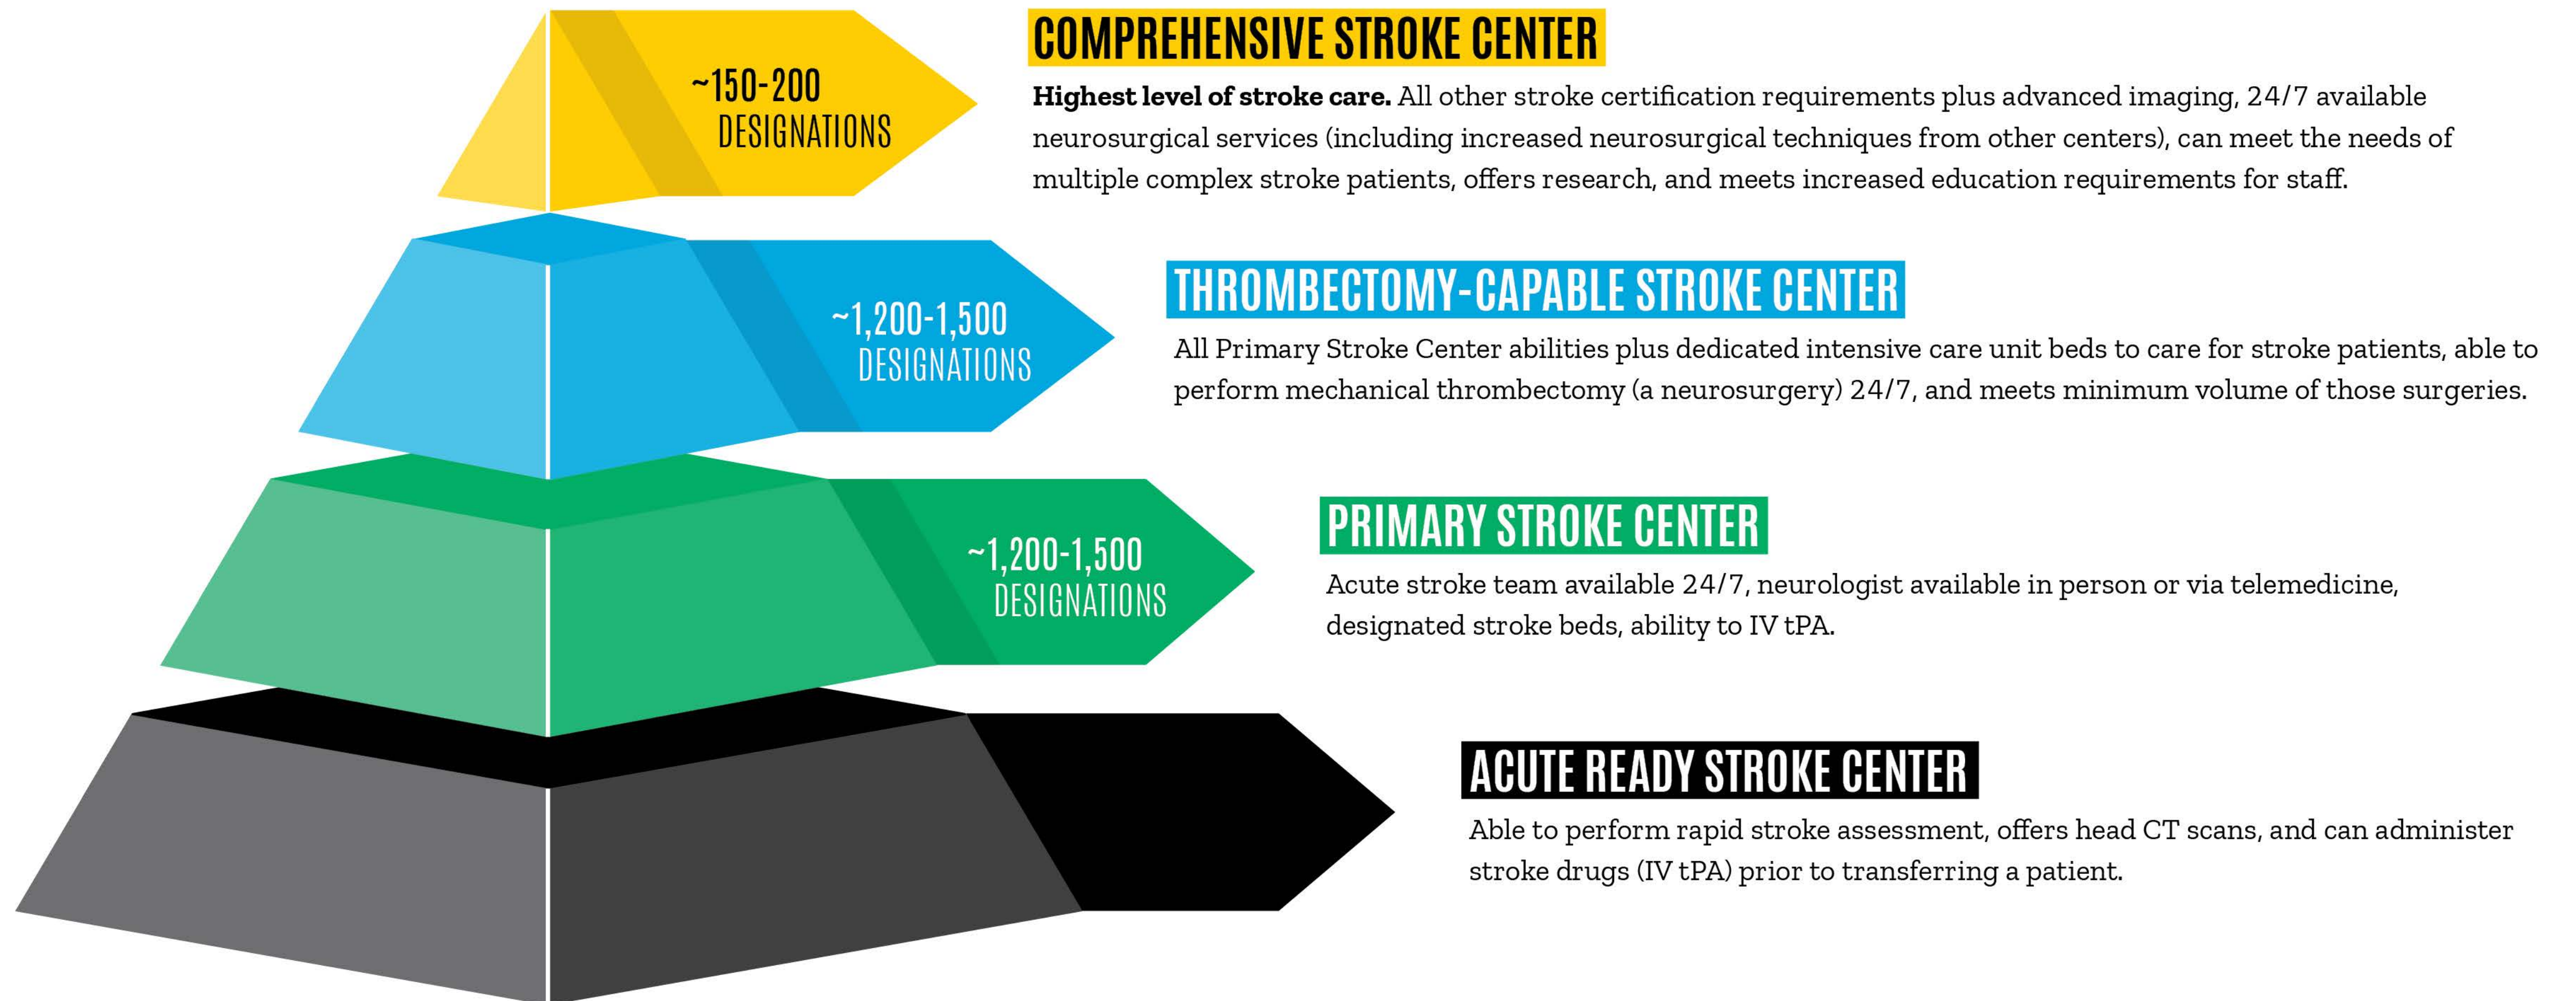 ~150-200
DESIGNATIONS
COMPREHENSIVE STROKE CENTER
Highest level of stroke care. All other stroke certification requirements plus advanced imaging, 24/7 available
neurosurgical services (including increased neurosurgical techniques from other centers), can meet the needs of
multiple complex stroke patients, offers research, and meets increased education requirements for staff.
~1,200-1,500
DESIGNATIONS
THROMBECTOMY-CAPABLE STROKE CENTER
All Primary Stroke Center abilities plus dedicated intensive care unit beds to care for stroke patients, able to
perform mechanical thrombectomy (a neurosurgery) 24/7, and meets minimum volume of those surgeries.
~1,200-1,500
DESIGNATIONS
PRIMARY STROKE CENTER
Acute stroke team available 24/7, neurologist available in person or via telemedicine,
designated stroke beds, ability to IV tPA.
ACUTE READY STROKE CENTER
Able to perform rapid stroke assessment, offers head CT scans, and can administer
stroke drugs (IV tPA) prior to transferring a patient.